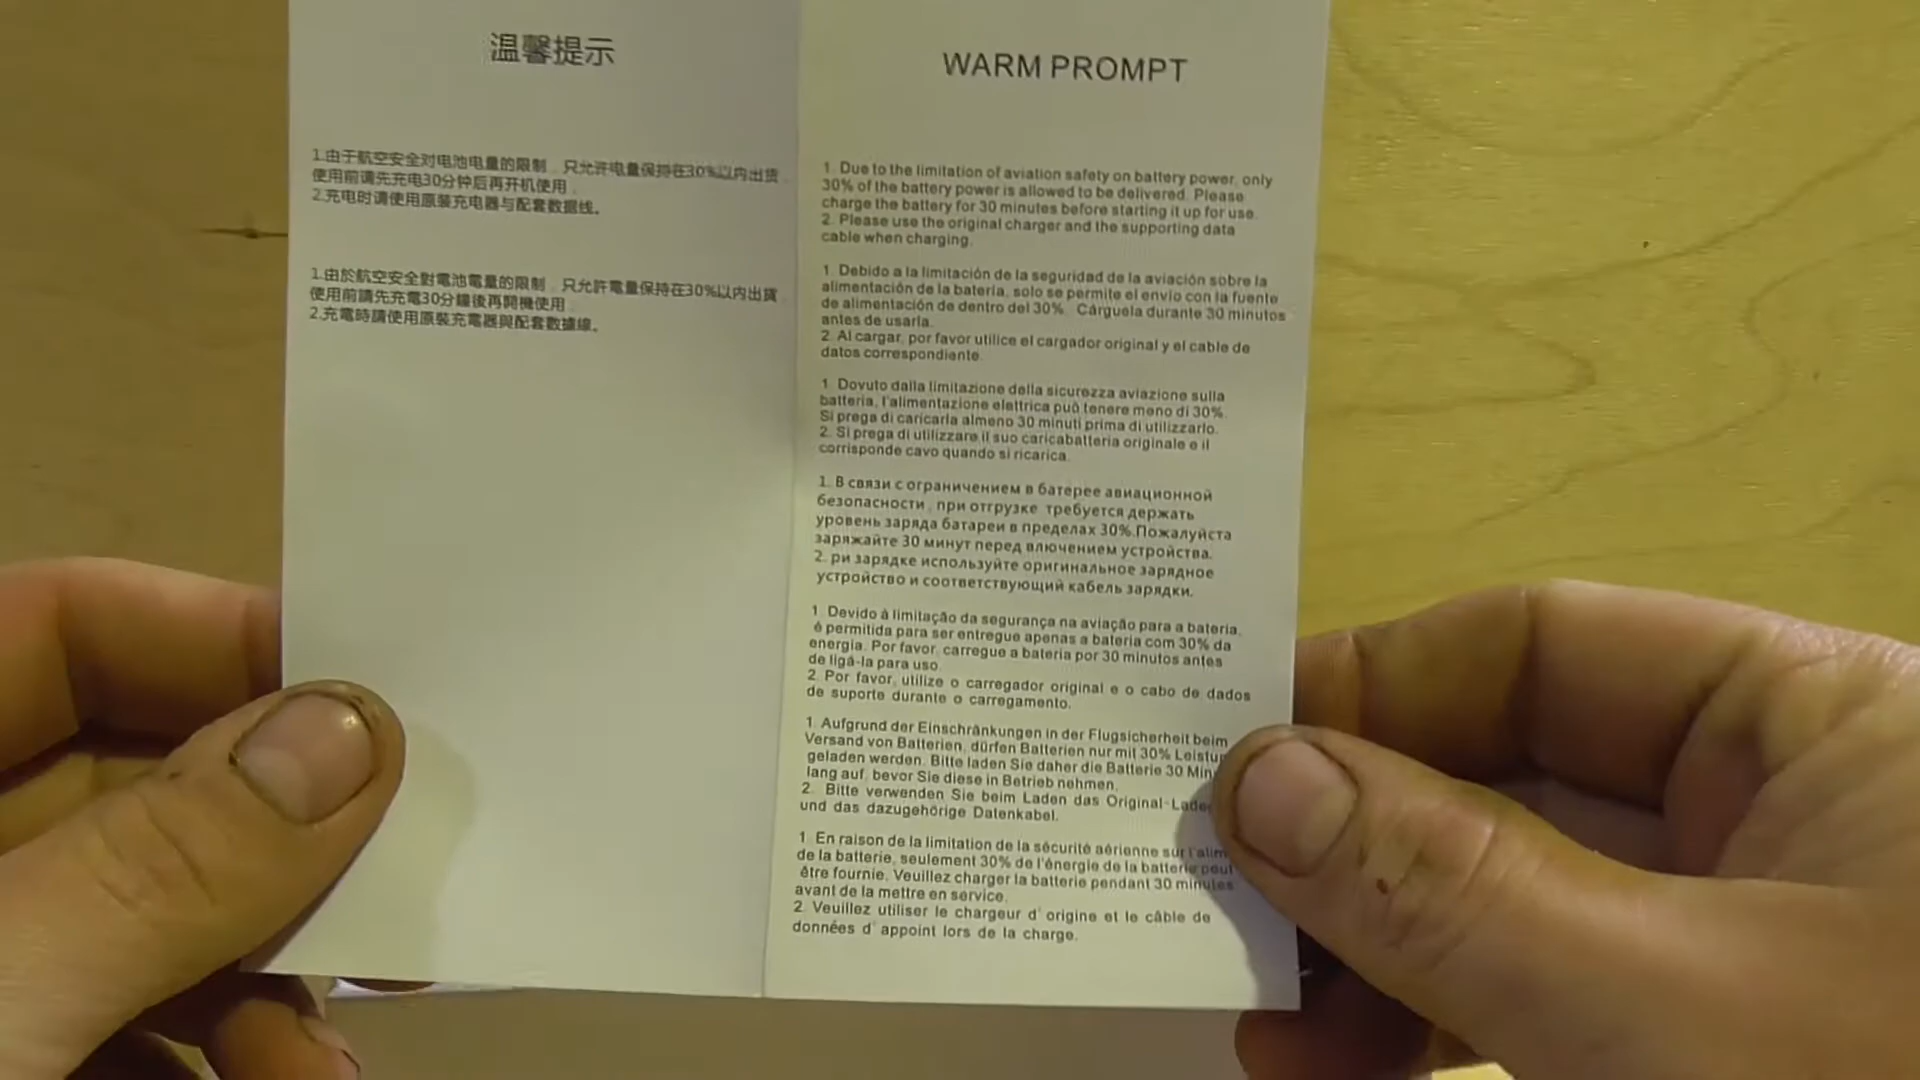 温馨提示
1.由于航空安全对电池电量的限制，只允许电量保持在30%以内出货，
使用前请先充电30分钟后再开机使用。
2.充电时请使用原装充电器与配套数据线。
1.由於航空安全對電池電量的限制，只允許電量保持在30%以内出貨，
使用前請先充電30分鐘後再開機使用。
2.充電時請使用原裝充電器與配套數據線。
WARM PROMPT
1. Due to the limitation of aviation safety on battery power, only
30% of the battery power is allowed to be delivered. Please
charge the battery for 30 minutes before starting it up for use.
2. Please use the original charger and the supporting data
cable when charging.
1. Debido a la limitación de la seguridad de la aviación sobre la
alimentación de la batería, solo se permite el envío con la fuente
de alimentación de dentro del 30%. Cárguela durante 30 minutos
antes de usarla.
2. Al cargar, por favor utilice el cargador original y el cable de
datos correspondiente.
1. Dovuto dalla limitazione della sicurezza aviazione sulla
batteria, l'alimentazione elettrica può tenere meno di 30%.
Si prega di caricarla almeno 30 minuti prima di utilizzarlo.
2. Si prega di utilizzare il suo caricabatteria originale e il
corrisponde cavo quando si ricarica.
1. В связи с ограничением в батерее авиационной
безопасности, при отгрузке требуется держать
уровень заряда батареи в пределах 30%.Пожалуйста
заряжайте 30 минут перед влючением устройства.
2. ри зарядке используйте оригинальное зарядное
устройство и соответствующий кабель зарядки.
1. Devido à limitação da segurança na aviação para a bateria,
é permitida para ser entregue apenas a bateria com 30% da
energia. Por favor, carregue a bateria por 30 minutos antes
de ligá-la para uso.
2. Por favor, utilize o carregador original e o cabo de dados
de suporte durante o carregamento.
1. Aufgrund der Einschränkungen in der Flugsicherheit beim
Versand von Batterien, dürfen Batterien nur mit 30%
geladen werden. Bitte laden Sie daher die Batterie 30
lang auf, bevor Sie diese in Betrieb nehmen.
2. Bitte verwenden Sie beim Laden das
und das dazugehörige Datenkabel.
1. En raison de la limitation de la sécurité aérienne sur
de la batterie, seulement 30% de l'énergie de la batterie peut
être fournie. Veuillez charger la batterie pendant 30 minutes
avant de la mettre en service.
2. Veuillez utiliser le chargeur d'origine et le câble de
données d'appoint lors de la charge.